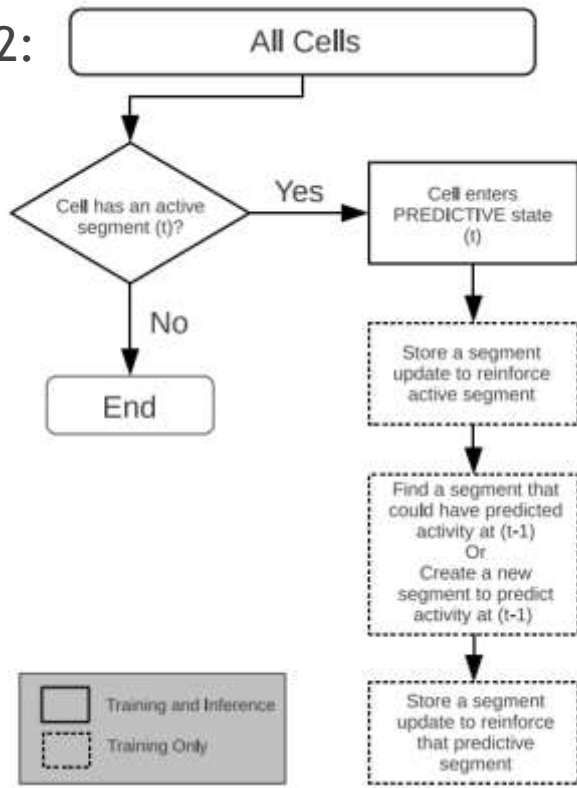 2:
All Cells
Cell has an active
segment (t)?
Yes
Cell enters
PREDICTIVE state
(t)
No
End
Store a segment
update to reinforce
active segment
Find a segment that
could have predicted
activity at (t-1)
Or
Create a new
segment to predict
activity at (t-1)
Store a segment
update to reinforce
that predictive
segment
Training and Inference
Training Only